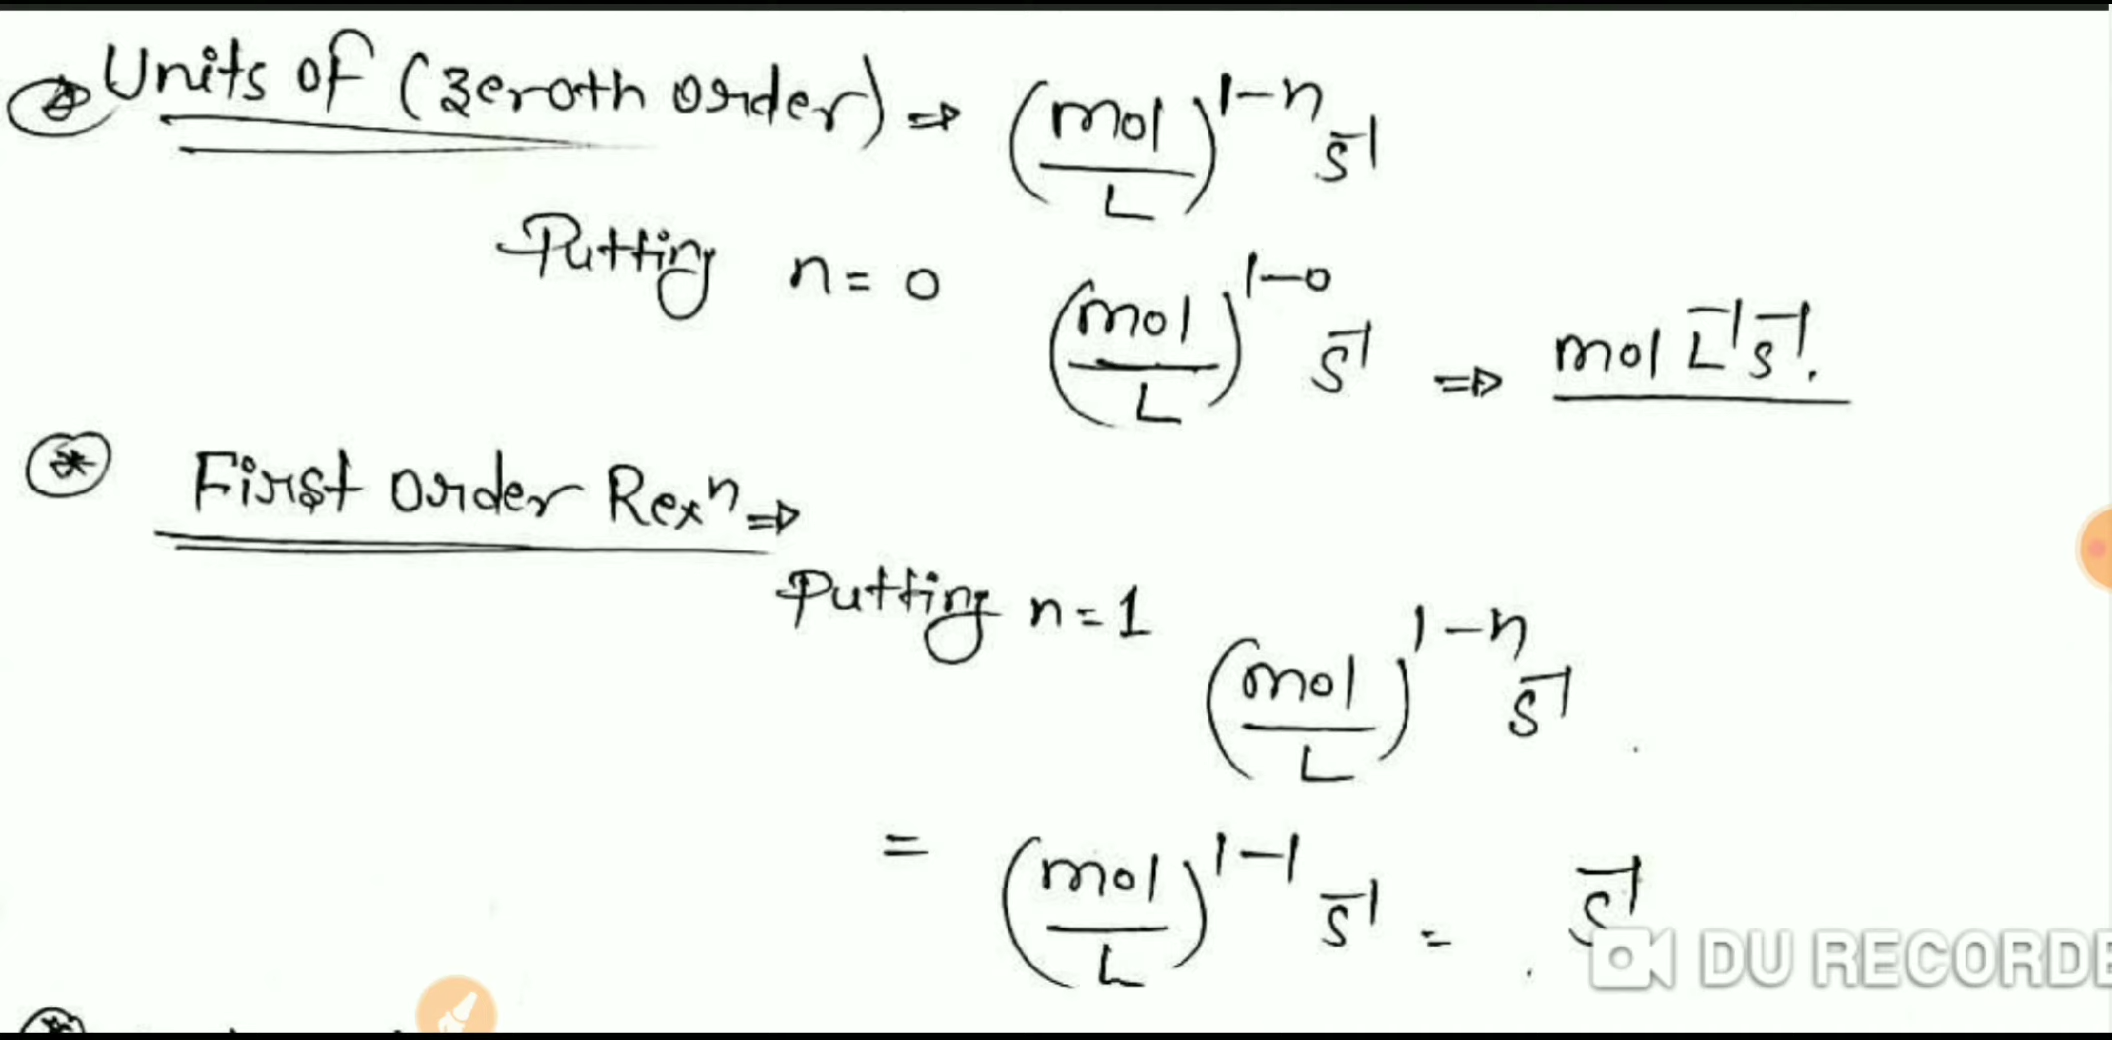 Units of (zeroth order) ⇒ (mol/L)^{1-n} s^{-1}
Putting n = 0 (mol/L)^{1-0} s^{-1} ⇒ mol L^{-1} s^{-1}.
First order Rex^n ⇒
Putting n = 1 (mol/L)^{1-n} s^{-1}
= (mol/L)^{1-1} s^{-1} = s^{-1}
DU RECORDE